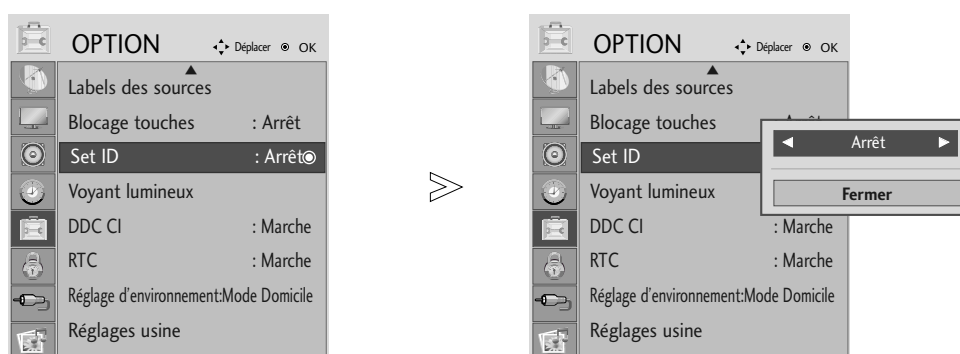 OPTION Déplacer OK
Labels des sources
Blocage touches : Arrêt
Set ID : Arrêt
Voyant lumineux
DDC CI : Marche
RTC : Marche
Réglage d'environnement:Mode Domicile
Réglages usine
OPTION Déplacer OK
Labels des sources
Blocage touches
Set ID
Arrêt
Voyant lumineux
Fermer
DDC CI : Marche
RTC : Marche
Réglage d'environnement:Mode Domicile
Réglages usine